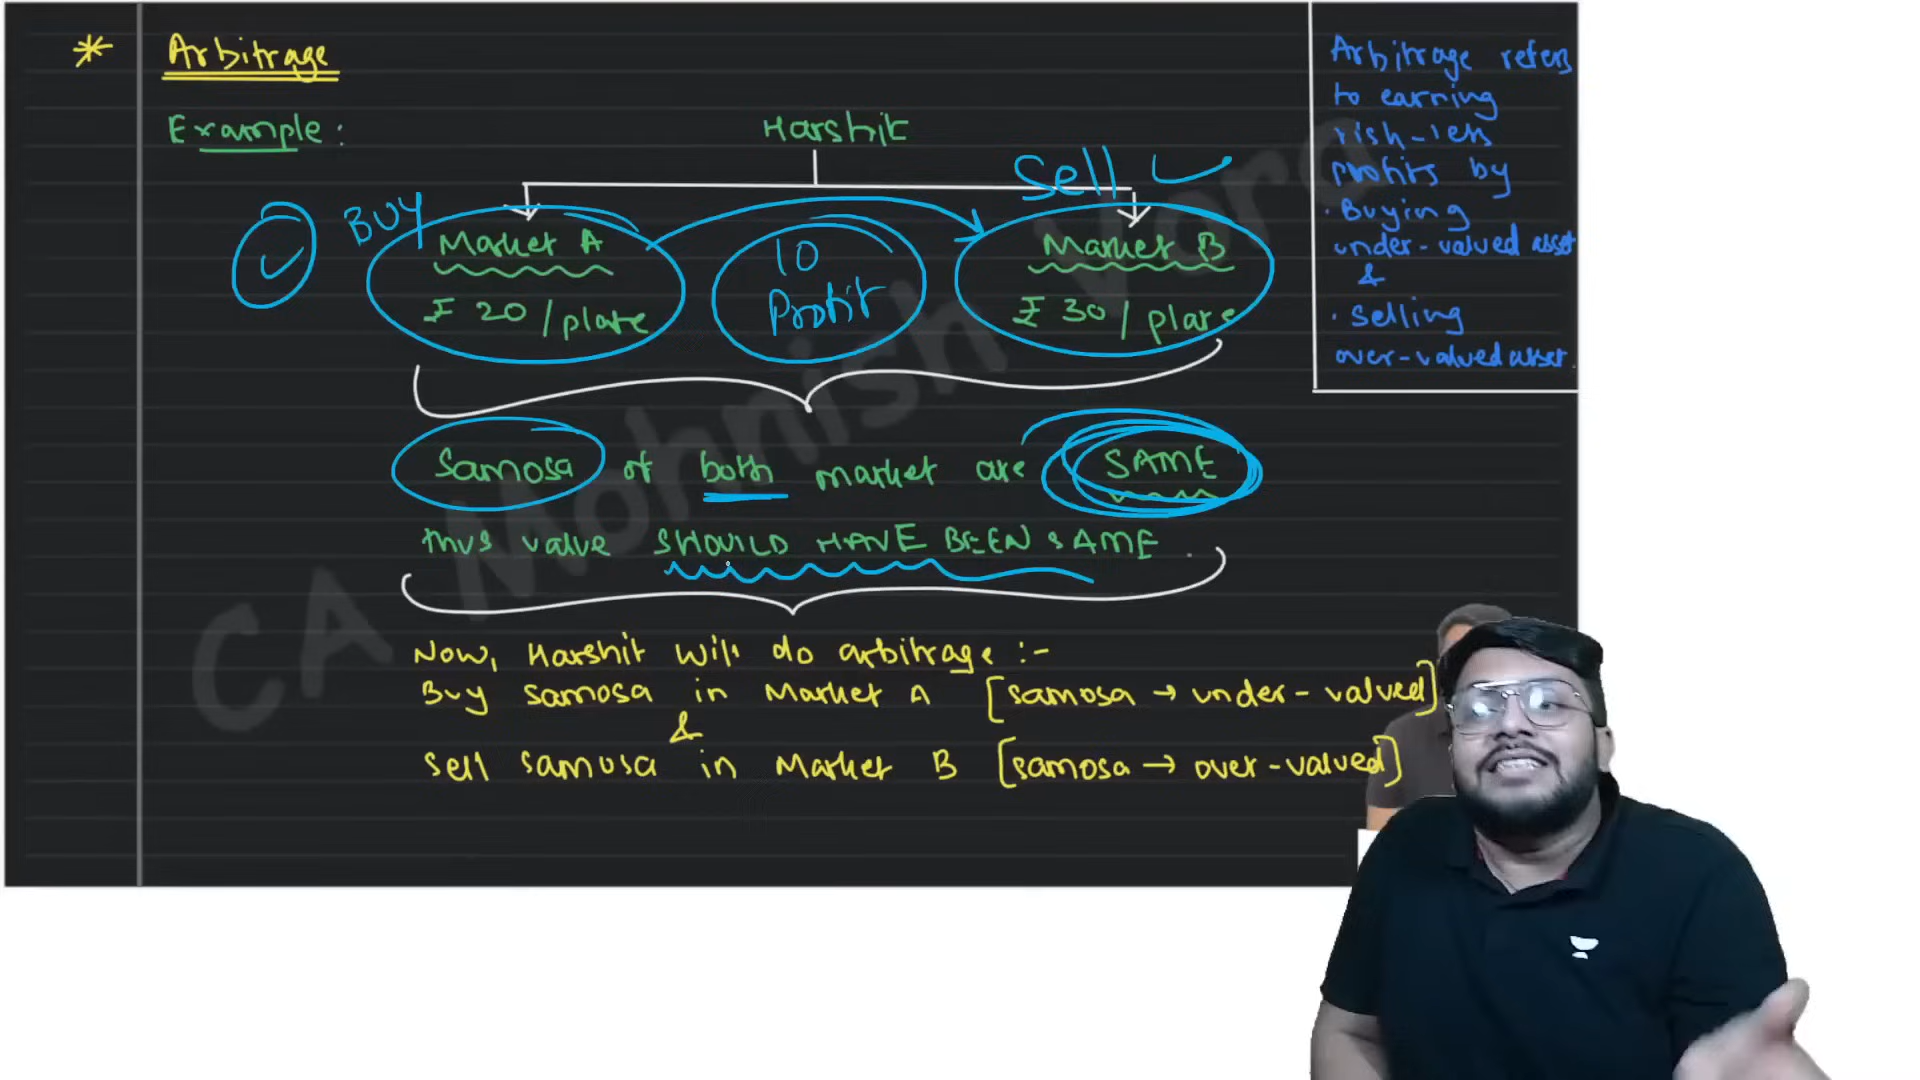 * Arbitrage
Example:
Harshit
BUY
Sell
Market A
₹ 20 / plate
10
Profit
Market B
₹ 30 / plate
Samosa of both market are SAME
thus value SHOULD HAVE BEEN SAME.
Now, Harshit will do arbitrage :-
Buy samosa in Market A [samosa → under-valued]
&
sell samosa in Market B [samosa → over-valued]
Arbitrage refers
to earning
risk-less
profits by
· Buying
under-valued asset
&
· Selling
over-valued asset.
CA Mohnish Vora